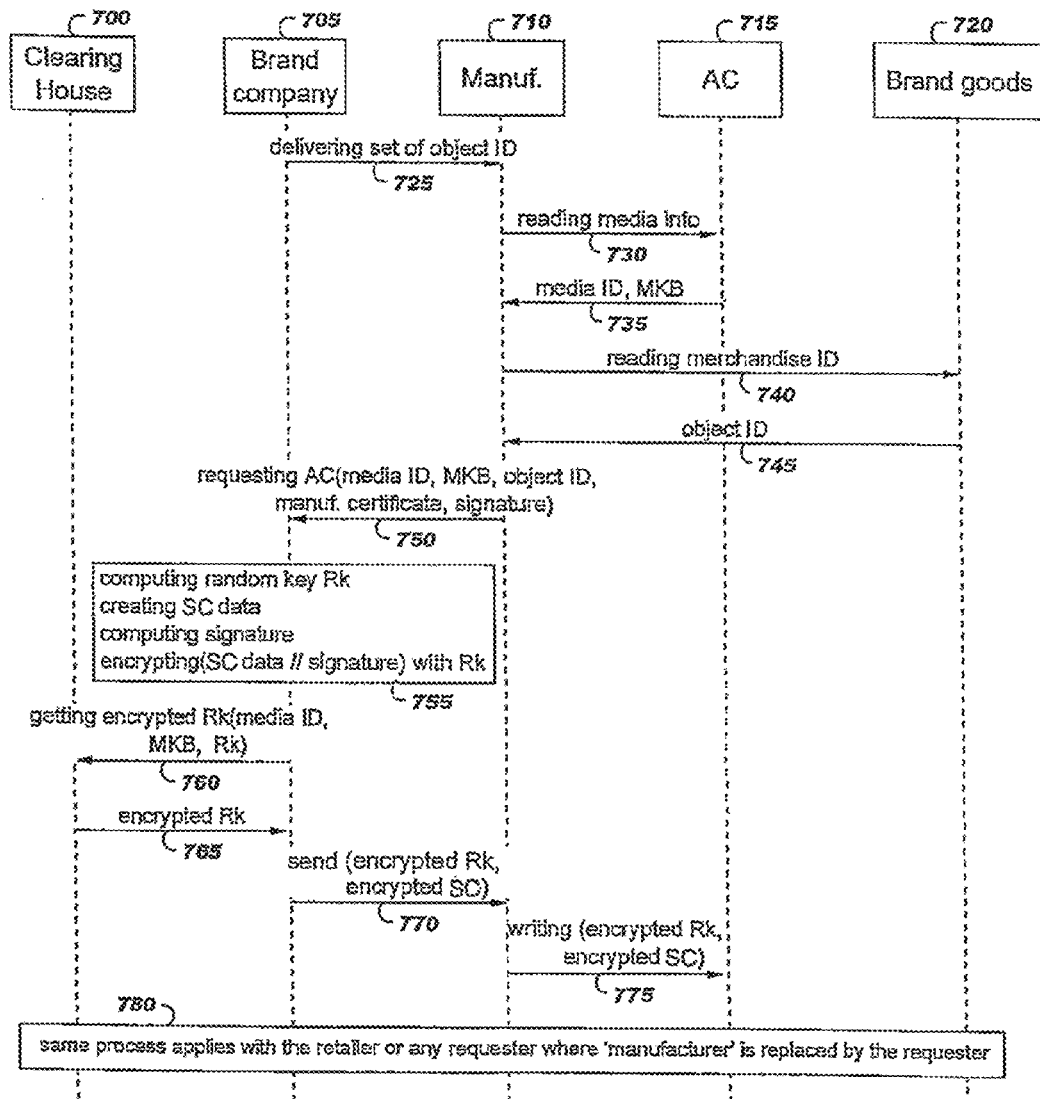 700
705
710
715
720
Clearing
House
Brand
company
Manuf.
AC
Brand goods
delivering set of object ID
725
reading media info
730
media ID, MKB
735
reading merchandise ID
740
object ID
745
requesting AC(media ID, MKB, object ID,
manuf. certificate, signature)
750
computing random key Rk
creating SC data
computing signature
encrypting(SC data // signature) with Rk
755
getting encrypted Rk(media ID,
MKB, Rk)
760
encrypted Rk
765
send (encrypted Rk,
encrypted SC)
770
writing (encrypted Rk,
encrypted SC)
775
780
same process applies with the retailer or any requester where 'manufacturer' is replaced by the requester